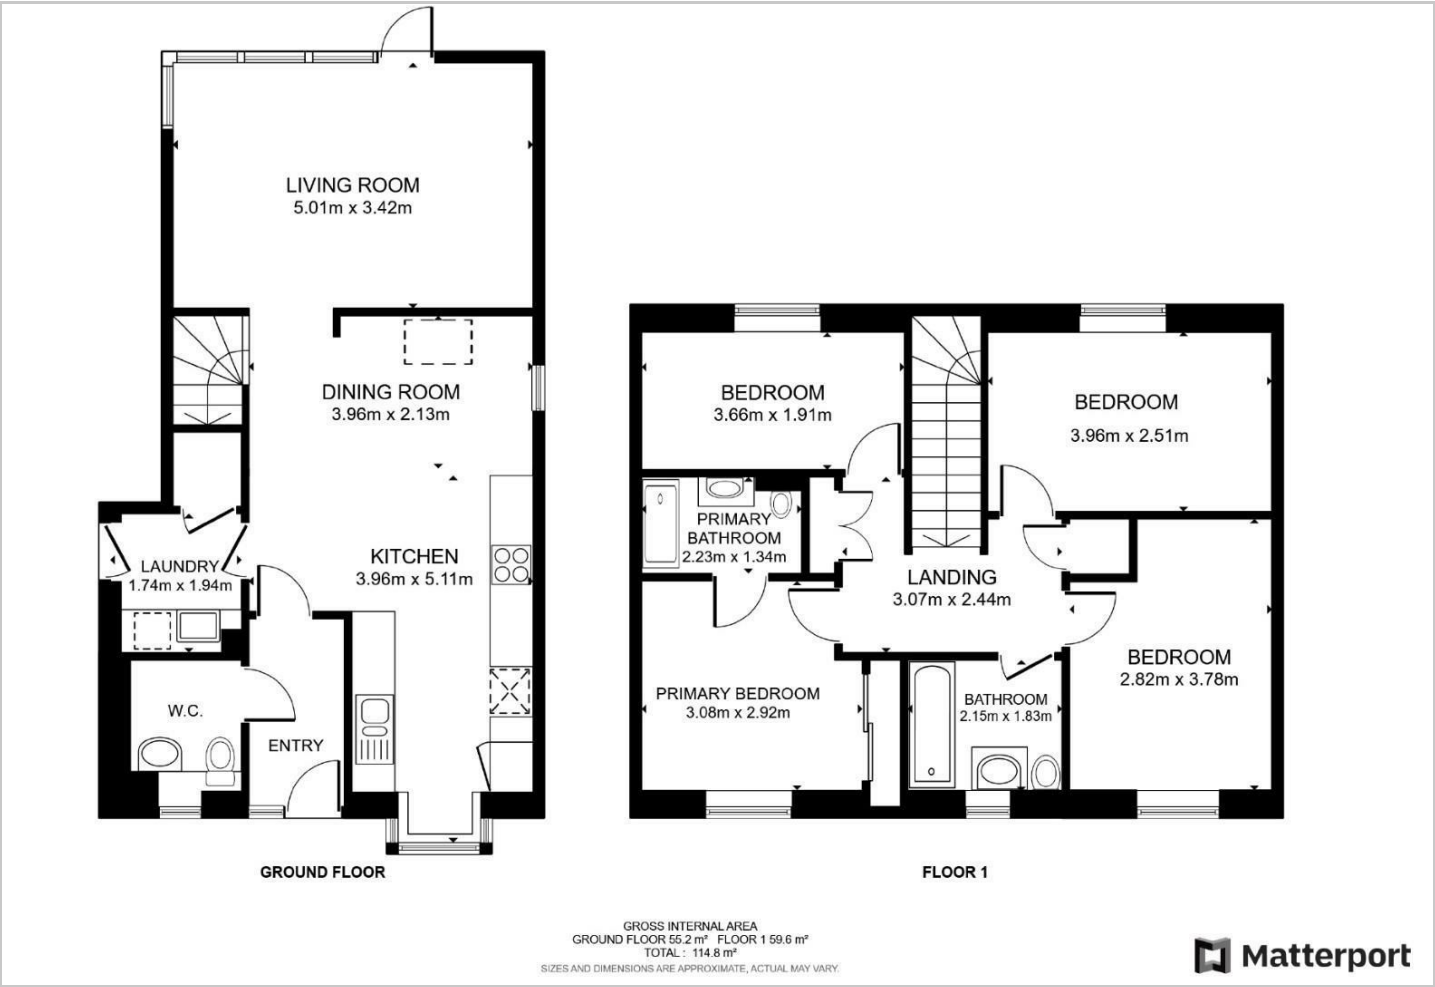 LIVING ROOM
5.01m x 3.42m
DINING ROOM
3.96m x 2.13m
KITCHEN
3.96m x 5.11m
LAUNDRY
1.74m x 1.94m
W.C.
ENTRY
GROUND FLOOR
BEDROOM
3.66m x 1.91m
BEDROOM
3.96m x 2.51m
PRIMARY
BATHROOM
2.23m x 1.34m
LANDING
3.07m x 2.44m
PRIMARY BEDROOM
3.08m x 2.92m
BATHROOM
2.15m x 1.83m
BEDROOM
2.82m x 3.78m
FLOOR 1
GROSS INTERNAL AREA
GROUND FLOOR 55.2 m² FLOOR 1 59.6 m²
TOTAL : 114.8 m²
SIZES AND DIMENSIONS ARE APPROXIMATE, ACTUAL MAY VARY.
Matterport